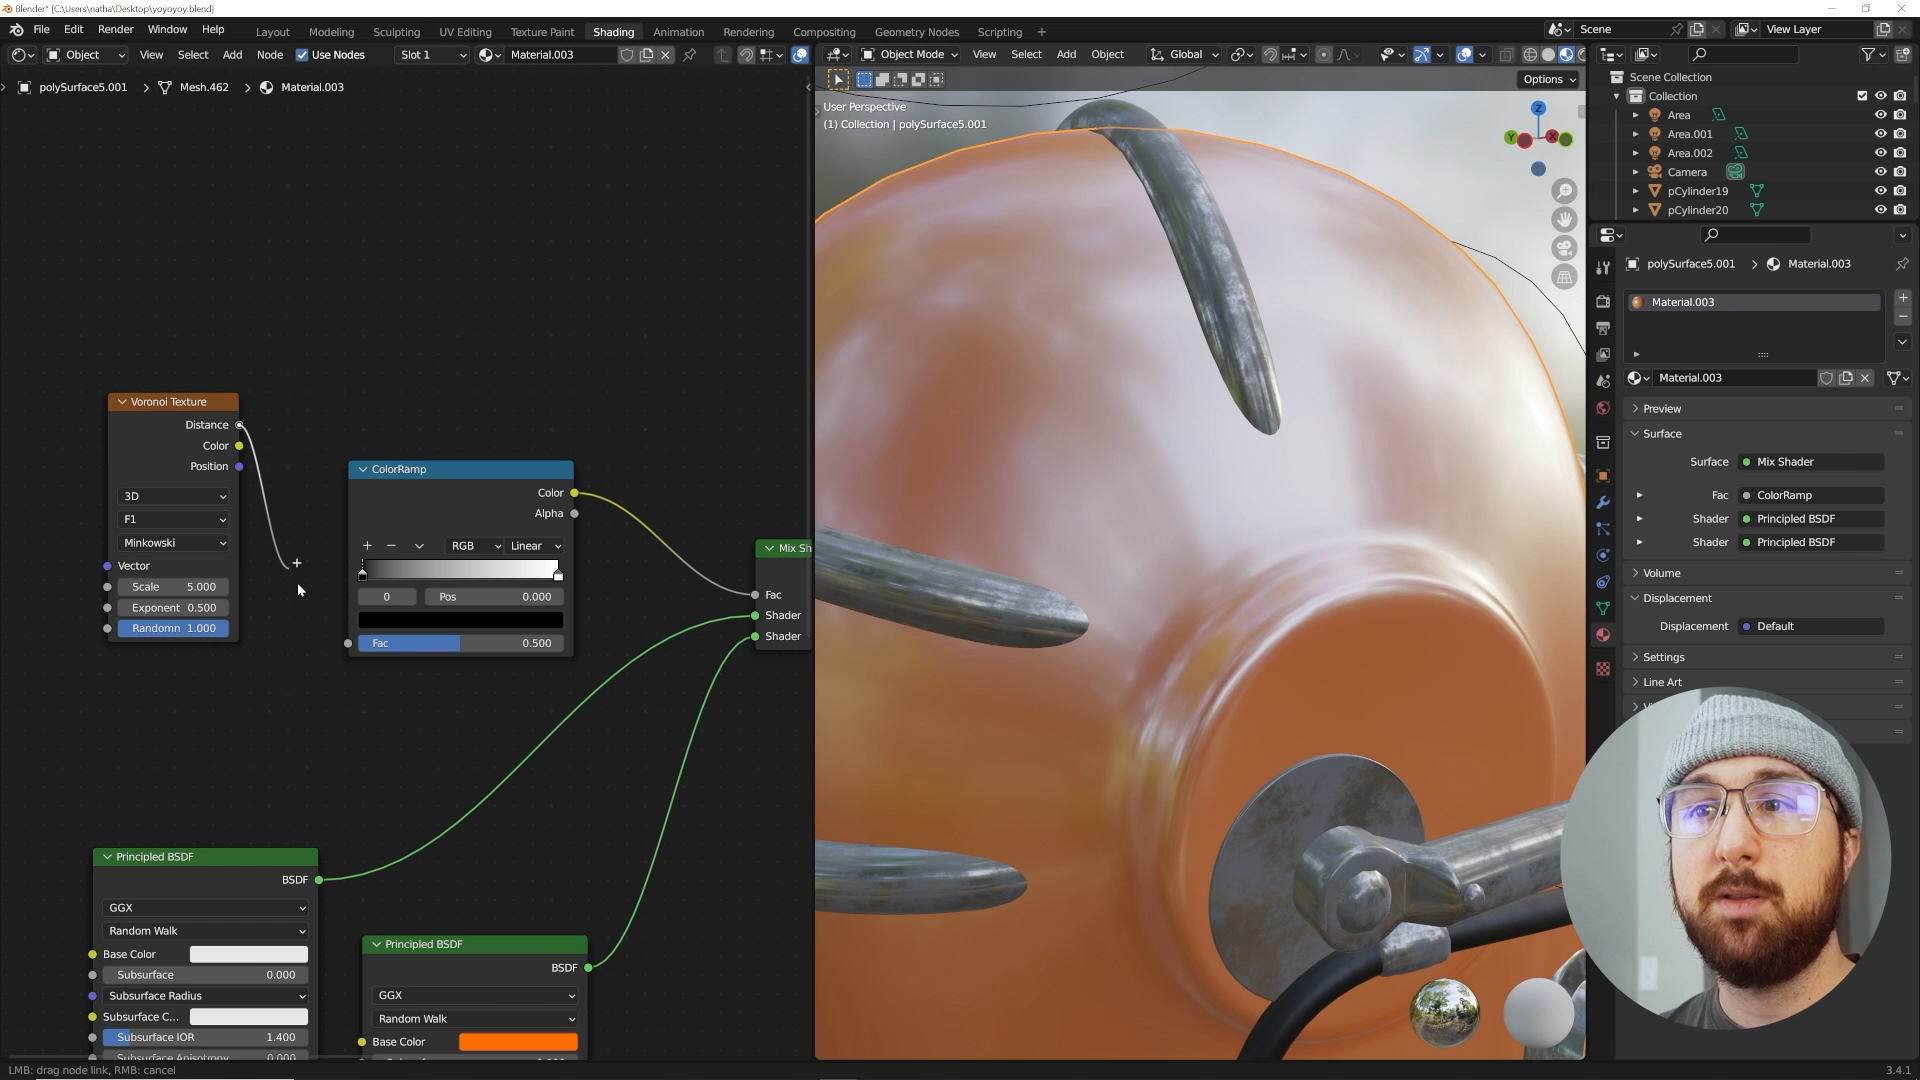 Blender* [C:\Users\natha\Desktop\yoyoyoy.blend]
File Edit Render Window Help Layout Modeling Sculpting UV Editing Texture Paint Shading Animation Rendering Compositing Geometry Nodes Scripting + Scene View Layer
Object View Select Add Node Use Nodes Slot 1 Material.003 Object Mode View Select Add Object Global
Options
polySurface5.001 > Mesh.462 > Material.003
User Perspective
(1) Collection | polySurface5.001
Z
Y
X
Scene Collection
Collection
Area
Area.001
Area.002
Camera
pCylinder19
pCylinder20
polySurface5.001 > Material.003
Material.003
Material.003
Preview
Surface
Surface Mix Shader
Fac ColorRamp
Shader Principled BSDF
Shader Principled BSDF
Volume
Displacement
Displacement Default
Settings
Line Art
Voronoi Texture
Distance
Color
Position
3D
F1
Minkowski
Vector
Scale 5.000
Exponent 0.500
Randomn 1.000
ColorRamp
Color
Alpha
RGB Linear
0 Pos 0.000
Fac 0.500
Mix Sh
Fac
Shader
Shader
Principled BSDF
BSDF
GGX
Random Walk
Base Color
Subsurface 0.000
Subsurface Radius
Subsurface C...
Subsurface IOR 1.400
Subsurface Anisotropy 0.000
Principled BSDF
BSDF
GGX
Random Walk
Base Color
LMB: drag node link, RMB: cancel
3.4.1